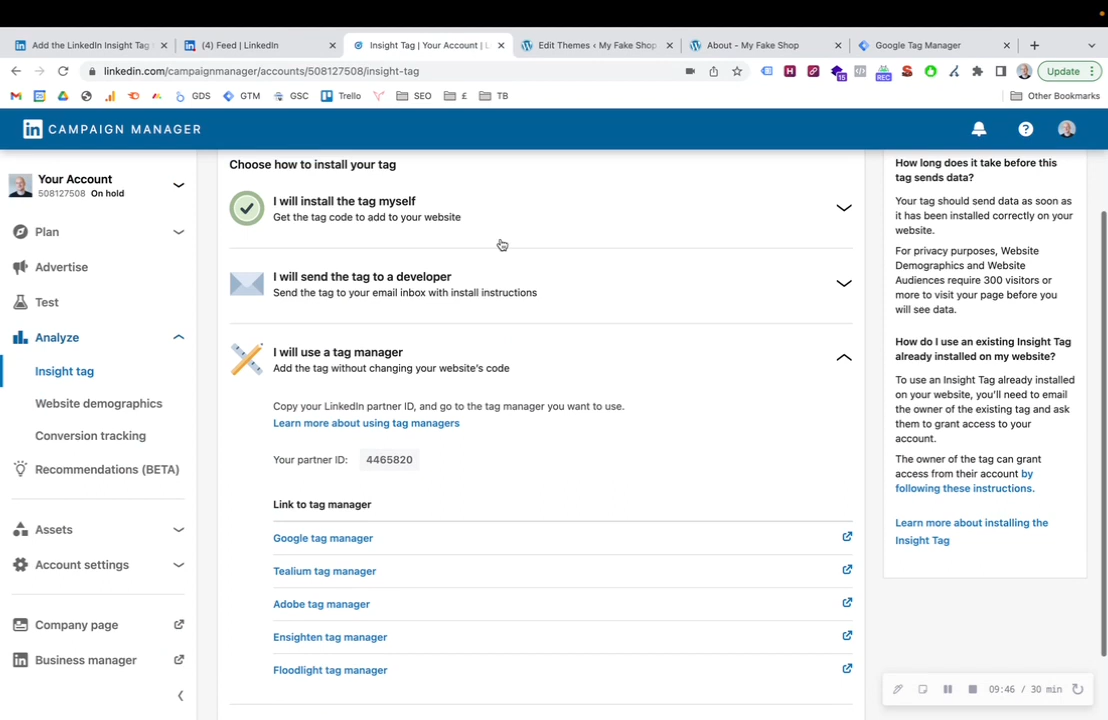 Add the LinkedIn Insight Tag
(4) Feed | LinkedIn
Insight Tag | Your Account | L
Edit Themes ‹ My Fake Shop
About - My Fake Shop
Google Tag Manager
linkedin.com/campaignmanager/accounts/508127508/insight-tag
15
REC
Update
GDS
GTM
GSC
Trello
SEO
£
TB
Other Bookmarks
in CAMPAIGN MANAGER
Your Account
508127508 On hold
Plan
Advertise
Test
Analyze
Insight tag
Website demographics
Conversion tracking
Recommendations (BETA)
Assets
Account settings
Company page
Business manager
Choose how to install your tag
I will install the tag myself
Get the tag code to add to your website
I will send the tag to a developer
Send the tag to your email inbox with install instructions
I will use a tag manager
Add the tag without changing your website's code
Copy your LinkedIn partner ID, and go to the tag manager you want to use.
Learn more about using tag managers
Your partner ID: 4465820
Link to tag manager
Google tag manager
Tealium tag manager
Adobe tag manager
Ensighten tag manager
Floodlight tag manager
How long does it take before this
tag sends data?
Your tag should send data as soon as
it has been installed correctly on your
website.
For privacy purposes, Website
Demographics and Website
Audiences require 300 visitors or
more to visit your page before you
will see data.
How do I use an existing Insight Tag
already installed on my website?
To use an Insight Tag already installed
on your website, you'll need to email
the owner of the existing tag and ask
them to grant access to your
account.
The owner of the tag can grant
access from their account by
following these instructions.
Learn more about installing the
Insight Tag
09:46 / 30 min